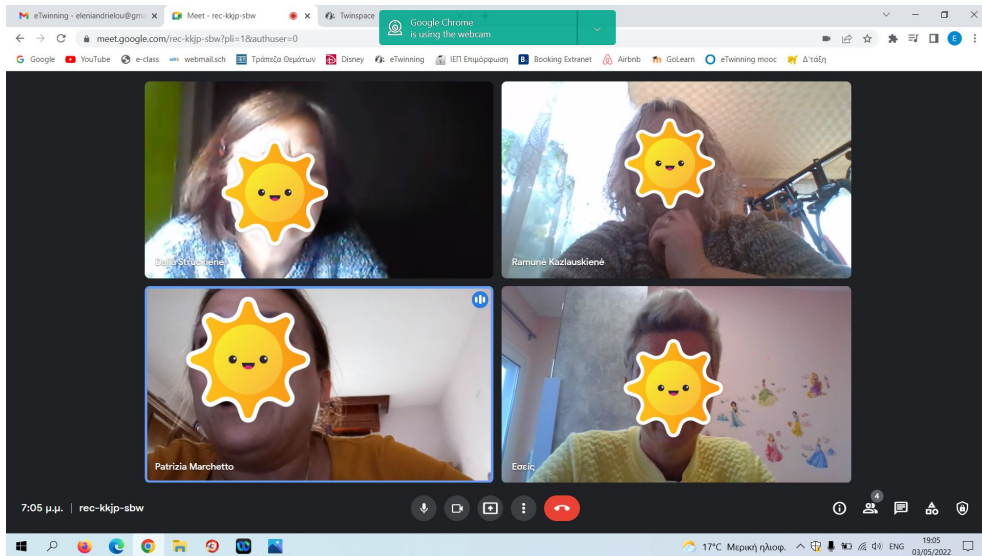 eTwinning - eleniandrielou@gm
Meet - rec-kkjp-sbw
Twinspace
Google Chrome
is using the webcam
meet.google.com/rec-kkjp-sbw?pli=1&authuser=0
E
Google YouTube e-class webmail.sch Τράπεζα Θεμάτων Disney eTwinning ΙΕΠ Επιμόρφωση Booking Extranet Airbnb GoLearn eTwinning mooc Δ'τάξη
Dalia Stručkienė
Ramunė Kazlauskienė
Patrizia Marchetto
Εσείς
7:05 μ.μ. | rec-kkjp-sbw
4
17°C Μερική ηλιοφ. ENG 19:05
03/05/2022